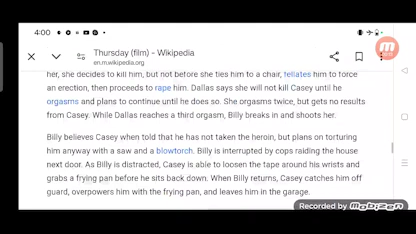 4:00
Thursday (film) - Wikipedia
en.m.wikipedia.org
her, she decides to kill him, but not before she ties him to a chair, fellates him to force
an erection, then proceeds to rape him. Dallas says she will not kill Casey until he
orgasms and plans to continue until he does so. She orgasms twice, but gets no results
from Casey. While Dallas reaches a third orgasm, Billy breaks in and shoots her.
Billy believes Casey when told that he has not taken the heroin, but plans on torturing
him anyway with a saw and a blowtorch. Billy is interrupted by cops raiding the house
next door. As Billy is distracted, Casey is able to loosen the tape around his wrists and
grabs a frying pan before he sits back down. When Billy returns, Casey catches him off
guard, overpowers him with the frying pan, and leaves him in the garage.
Recorded by Mobizen